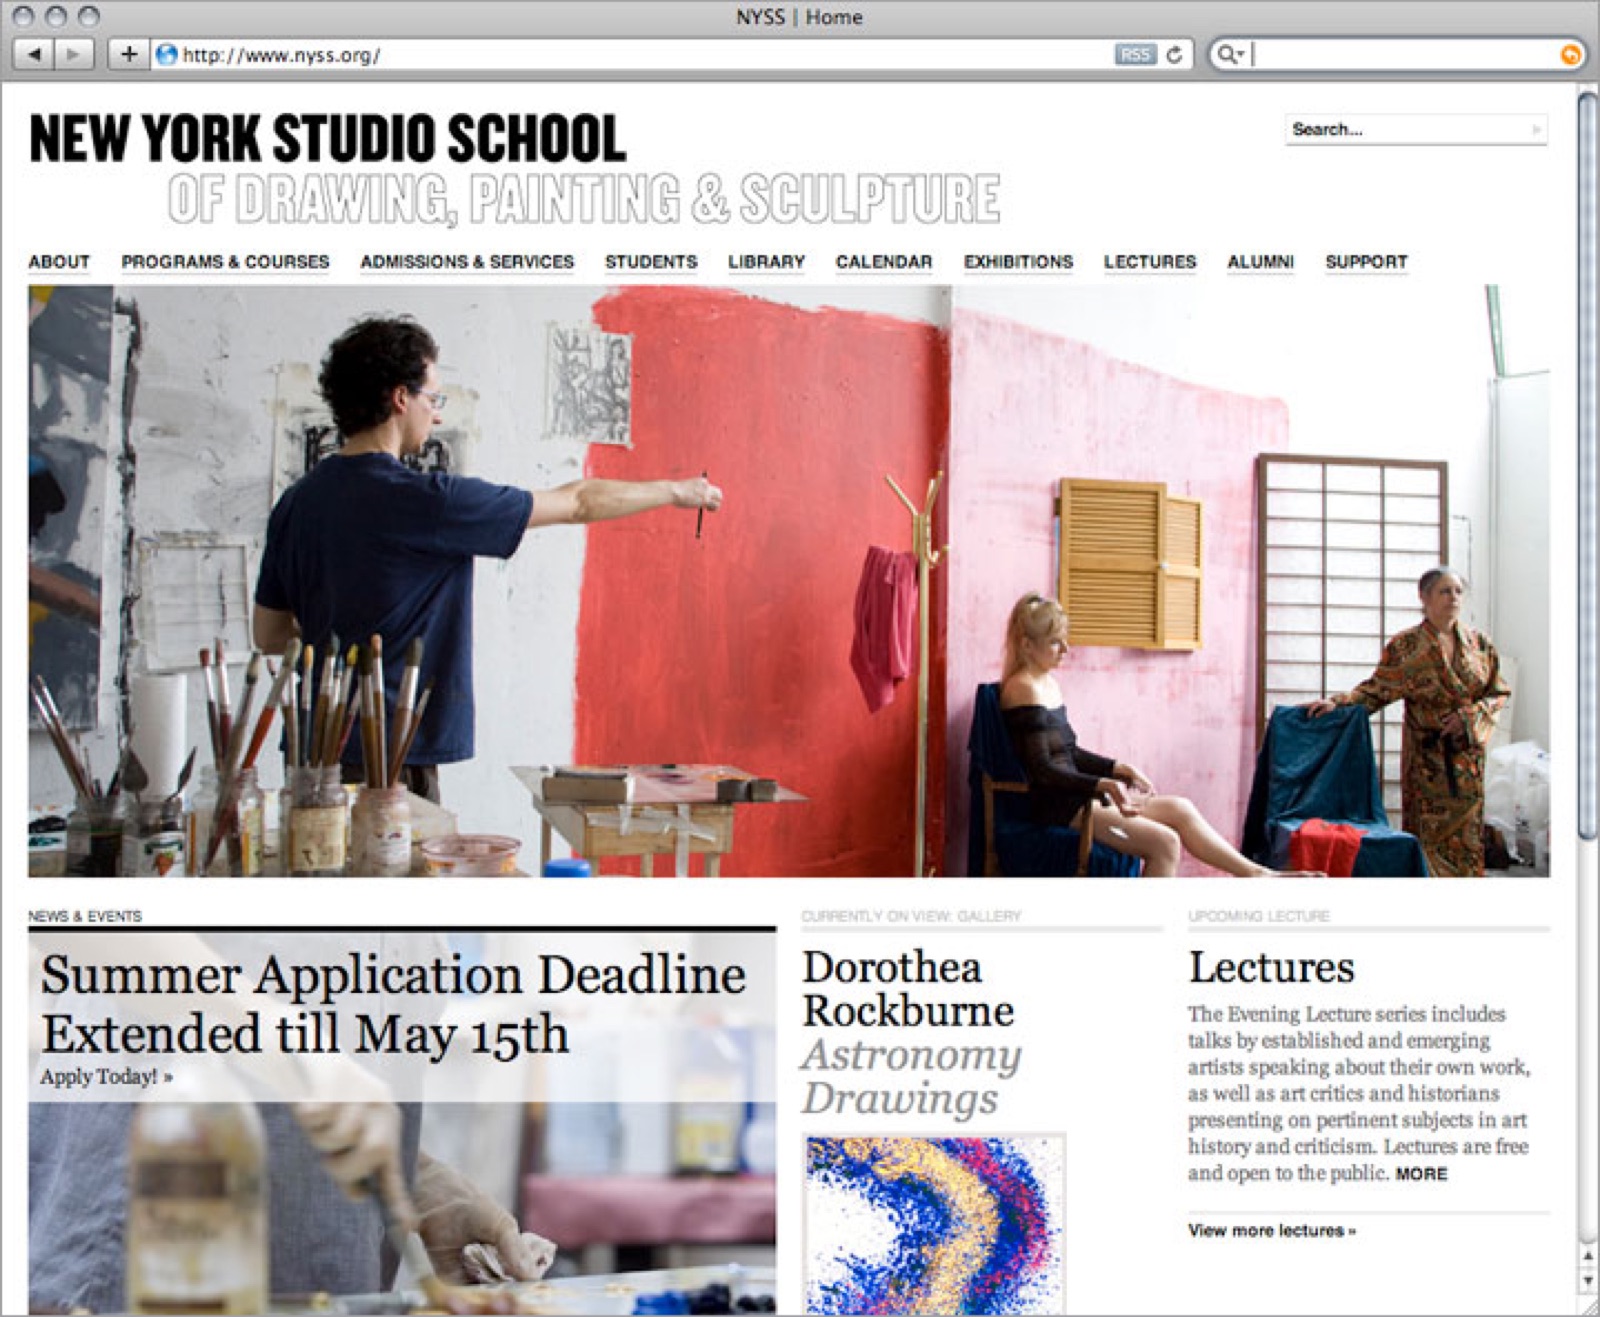 NYSS | Home
http://www.nyss.org/
RSS
NEW YORK STUDIO SCHOOL
OF DRAWING, PAINTING & SCULPTURE
Search...
ABOUT PROGRAMS & COURSES ADMISSIONS & SERVICES STUDENTS LIBRARY CALENDAR EXHIBITIONS LECTURES ALUMNI SUPPORT
NEWS & EVENTS
Summer Application Deadline
Extended till May 15th
Apply Today! »
CURRENTLY ON VIEW: GALLERY
Dorothea
Rockburne
Astronomy
Drawings
UPCOMING LECTURE
Lectures
The Evening Lecture series includes
talks by established and emerging
artists speaking about their own work,
as well as art critics and historians
presenting on pertinent subjects in art
history and criticism. Lectures are free
and open to the public. MORE
View more lectures »